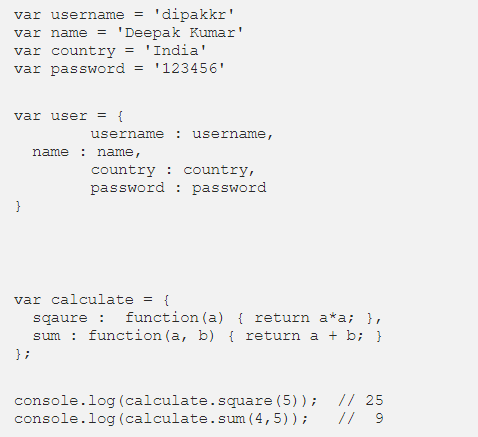 var username = 'dipakkr'
var name = 'Deepak Kumar'
var country = 'India'
var password = '123456'
var user = {
        username : username,
  name : name,
        country : country,
        password : password
}
var calculate = {
  sqaure :  function(a) { return a*a; },
  sum : function(a, b) { return a + b; }
};
console.log(calculate.square(5));  // 25
console.log(calculate.sum(4,5));   //  9